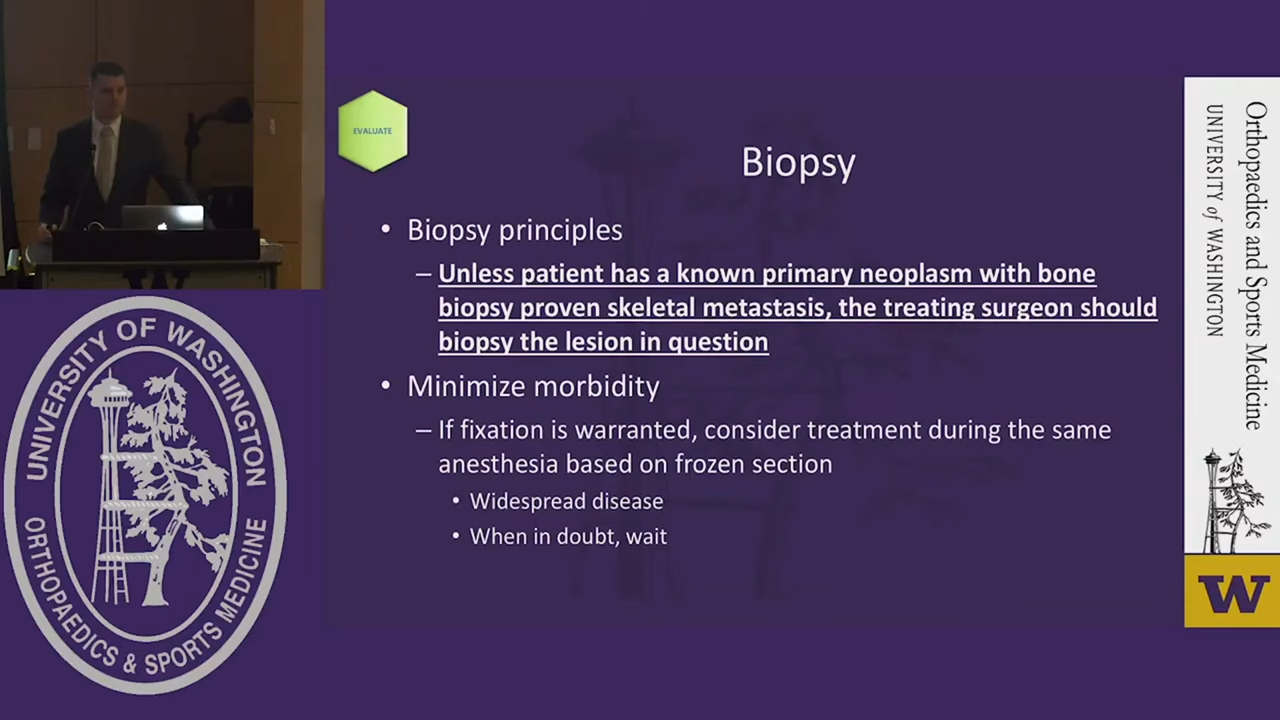 EVALUATE
Biopsy
• Biopsy principles
– Unless patient has a known primary neoplasm with bone
biopsy proven skeletal metastasis, the treating surgeon should
biopsy the lesion in question
• Minimize morbidity
– If fixation is warranted, consider treatment during the same
anesthesia based on frozen section
• Widespread disease
• When in doubt, wait
Orthopaedics and Sports Medicine
UNIVERSITY of WASHINGTON
W
UNIVERSITY OF WASHINGTON
ORTHOPAEDICS & SPORTS MEDICINE